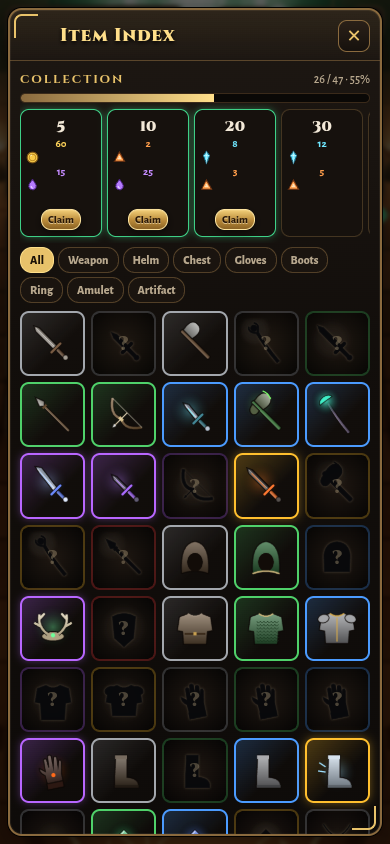 Item Index
COLLECTION
26 / 47 · 55%
5
60
15
Claim
10
2
25
Claim
20
8
3
Claim
30
12
5
All Weapon Helm Chest Gloves Boots
Ring Amulet Artifact
? ? ?
?
? ?
? ? ?
?
? ? ? ? ?
?